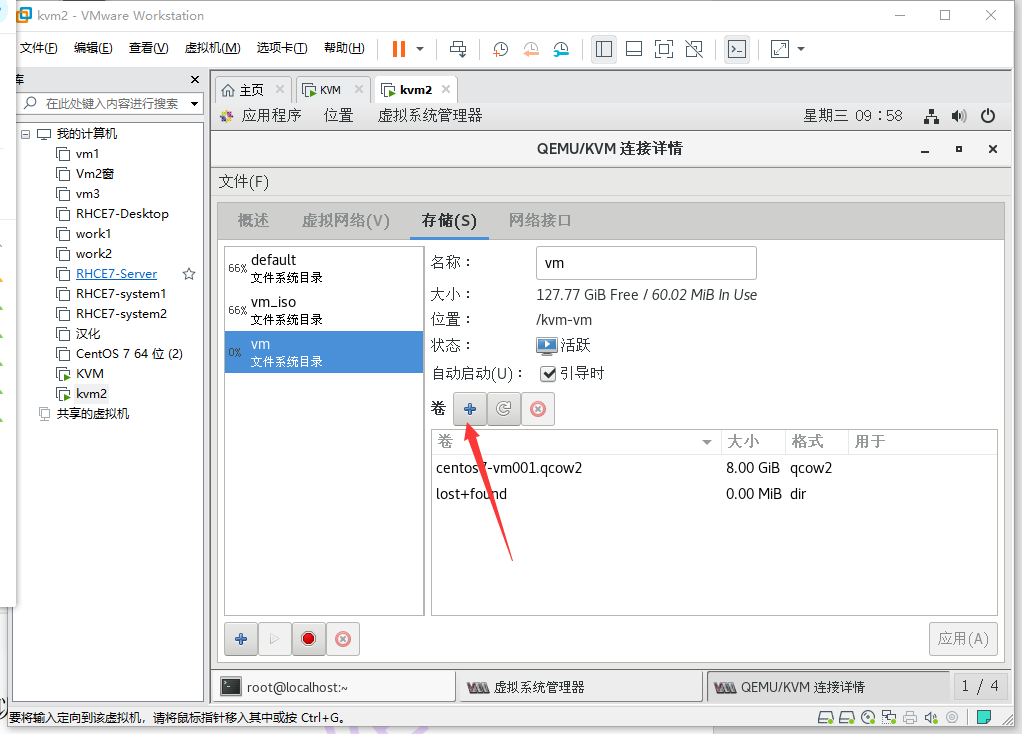 kvm2 - VMware Workstation
文件(F) 编辑(E) 查看(V) 虚拟机(M) 选项卡(T) 帮助(H)
库
在此处键入内容进行搜索
我的计算机
vm1
Vm2窗
vm3
RHCE7-Desktop
work1
work2
RHCE7-Server
RHCE7-system1
RHCE7-system2
汉化
CentOS 7 64 位 (2)
KVM
kvm2
共享的虚拟机
主页 KVM kvm2
应用程序 位置 虚拟系统管理器 星期三 09:58
QEMU/KVM 连接详情
文件(F)
概述 虚拟网络(V) 存储(S) 网络接口
66% default
文件系统目录
66% vm_iso
文件系统目录
0% vm
文件系统目录
名称: vm
大小: 127.77 GiB Free / 60.02 MiB In Use
位置: /kvm-vm
状态: 活跃
自动启动(U): 引导时
卷
卷 大小 格式 用于
centos7-vm001.qcow2 8.00 GiB qcow2
lost+found 0.00 MiB dir
应用(A)
root@localhost:~ 虚拟系统管理器 QEMU/KVM 连接详情 1 / 4
要将输入定向到该虚拟机，请将鼠标指针移入其中或按 Ctrl+G。